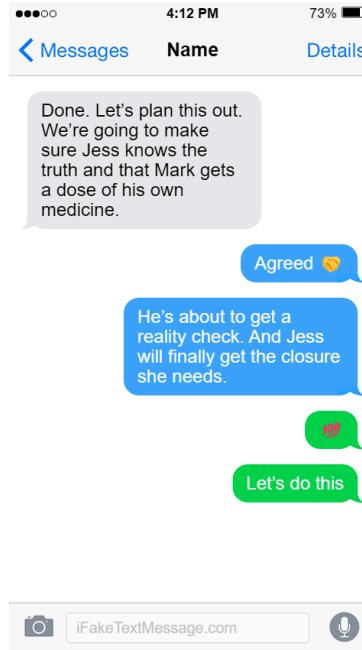 4:12 PM
73%
Messages
Name
Details
Done. Let’s plan this out.
We’re going to make
sure Jess knows the
truth and that Mark gets
a dose of his own
medicine.
Agreed 🤝
He’s about to get a
reality check. And Jess
will finally get the closure
she needs.
💯
Let’s do this
iFakeTextMessage.com